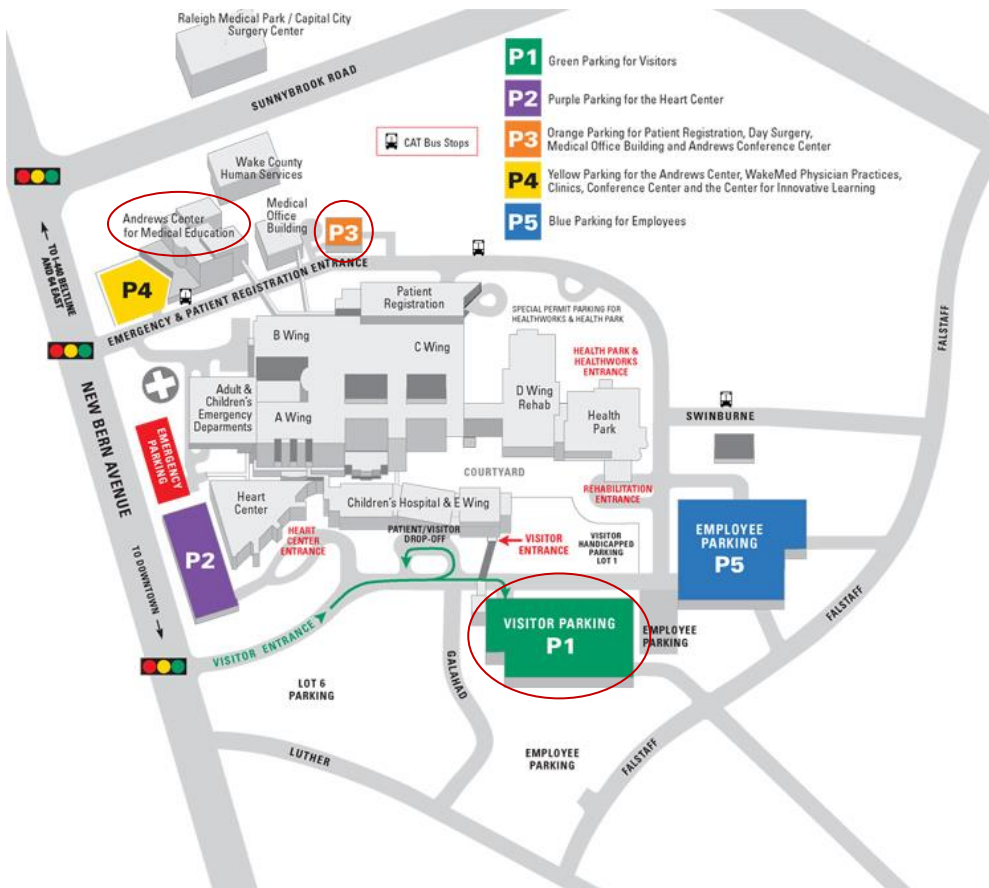 Raleigh Medical Park / Capital City
Surgery Center
SUNNYBROOK ROAD
P1
Green Parking for Visitors
P2
Purple Parking for the Heart Center
P3
Orange Parking for Patient Registration, Day Surgery,
Medical Office Building and Andrews Conference Center
P4
Yellow Parking for the Andrews Center, WakeMed Physician Practices,
Clinics, Conference Center and the Center for Innovative Learning
P5
Blue Parking for Employees
CAT Bus Stops
Wake County
Human Services
Andrews Center
for Medical Education
Medical
Office
Building
P3
TO I-440 BELTLINE
AND 64 EAST
P4
EMERGENCY & PATIENT REGISTRATION ENTRANCE
Patient
Registration
SPECIAL PERMIT PARKING FOR
HEALTHWORKS & HEALTH PARK
B Wing
C Wing
HEALTH PARK &
HEALTHWORKS
ENTRANCE
FALSTAFF
Adult &
Children's
Emergency
Deparments
A Wing
D Wing
Rehab
Health
Park
SWINBURNE
NEW BERN AVENUE
EMERGENCY
PARKING
COURTYARD
REHABILITATION
ENTRANCE
Heart
Center
Children's Hospital & E Wing
HEART
CENTER
ENTRANCE
PATIENT/VISITOR
DROP-OFF
VISITOR
ENTRANCE
VISITOR
HANDICAPPED
PARKING
LOT 1
EMPLOYEE
PARKING
P5
P2
TO DOWNTOWN
VISITOR ENTRANCE
VISITOR PARKING
P1
EMPLOYEE
PARKING
FALSTAFF
LOT 6
PARKING
GALAHAD
LUTHER
EMPLOYEE
PARKING
FALSTAFF